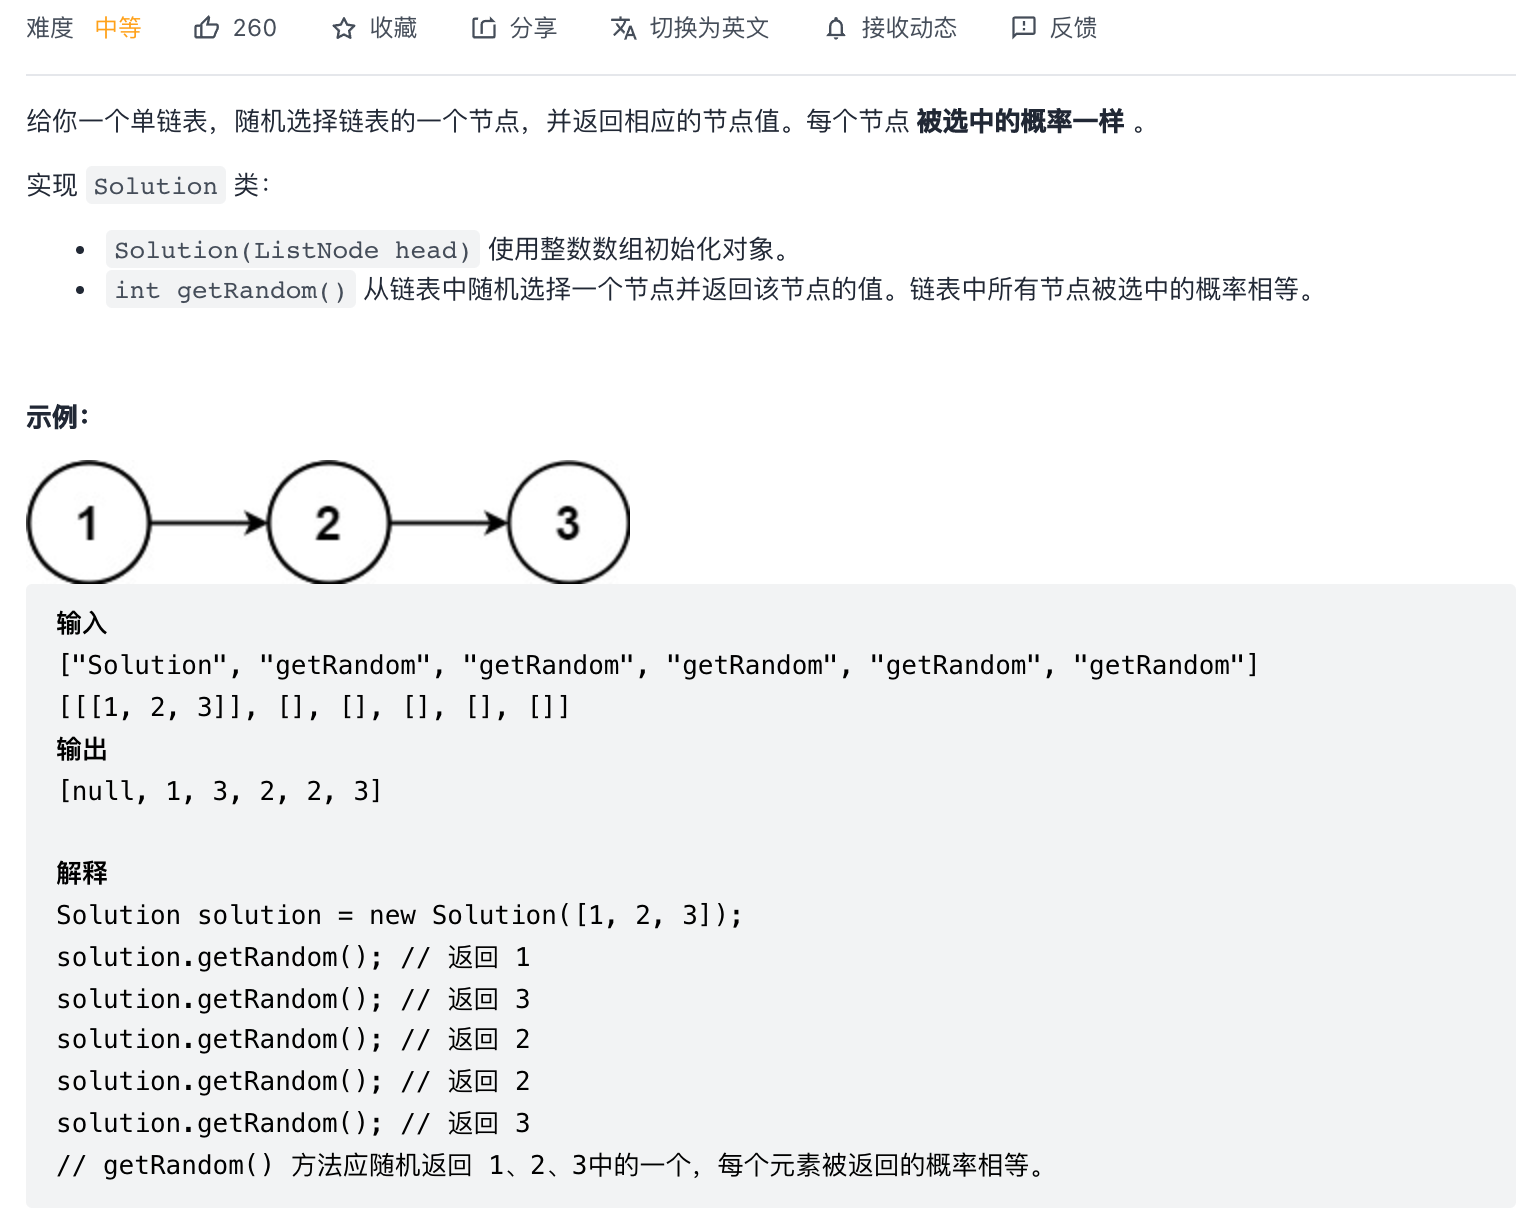 难度 中等 260 收藏 分享 切换为英文 接收动态 反馈
给你一个单链表，随机选择链表的一个节点，并返回相应的节点值。每个节点 被选中的概率一样 。
实现 Solution 类：
• Solution(ListNode head) 使用整数数组初始化对象。
• int getRandom() 从链表中随机选择一个节点并返回该节点的值。链表中所有节点被选中的概率相等。
示例：
1 2 3
输入
["Solution", "getRandom", "getRandom", "getRandom", "getRandom", "getRandom"]
[[[1, 2, 3]], [], [], [], [], []]
输出
[null, 1, 3, 2, 2, 3]
解释
Solution solution = new Solution([1, 2, 3]);
solution.getRandom(); // 返回 1
solution.getRandom(); // 返回 3
solution.getRandom(); // 返回 2
solution.getRandom(); // 返回 2
solution.getRandom(); // 返回 3
// getRandom() 方法应随机返回 1、2、3中的一个，每个元素被返回的概率相等。